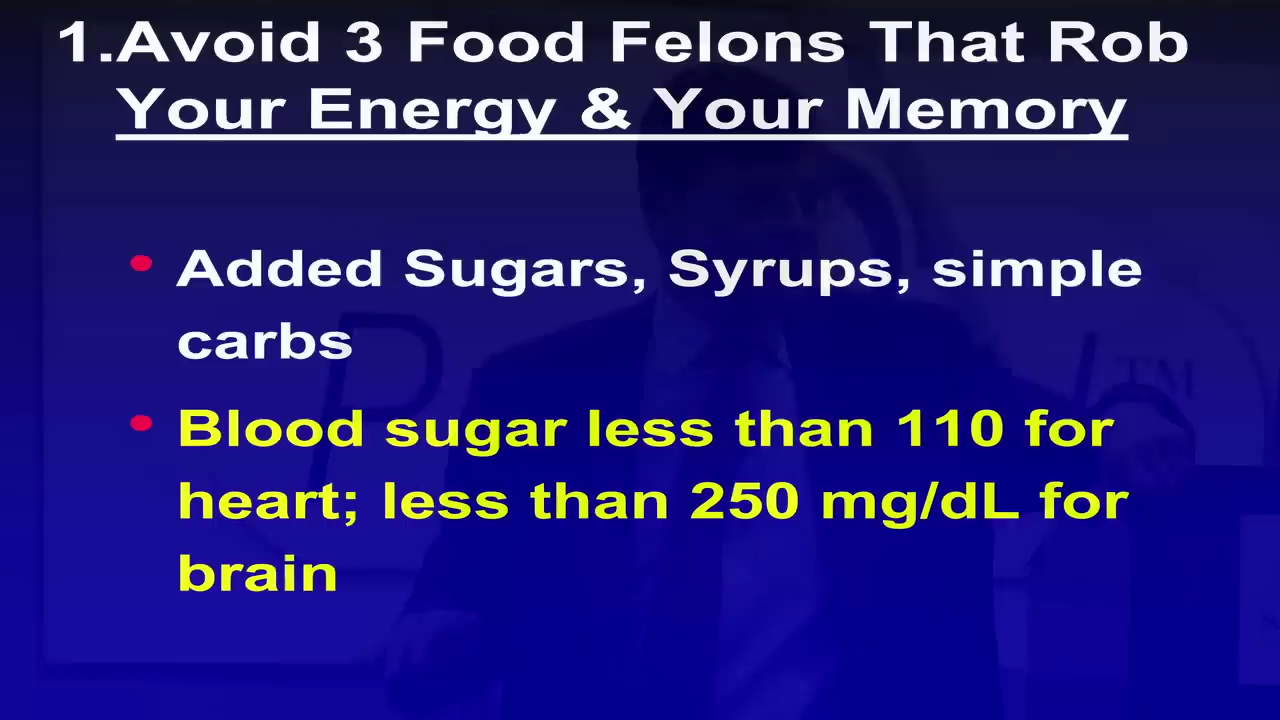 1.Avoid 3 Food Felons That Rob
Your Energy & Your Memory
Added Sugars, Syrups, simple
carbs
Blood sugar less than 110 for
heart; less than 250 mg/dL for
brain
P
TM